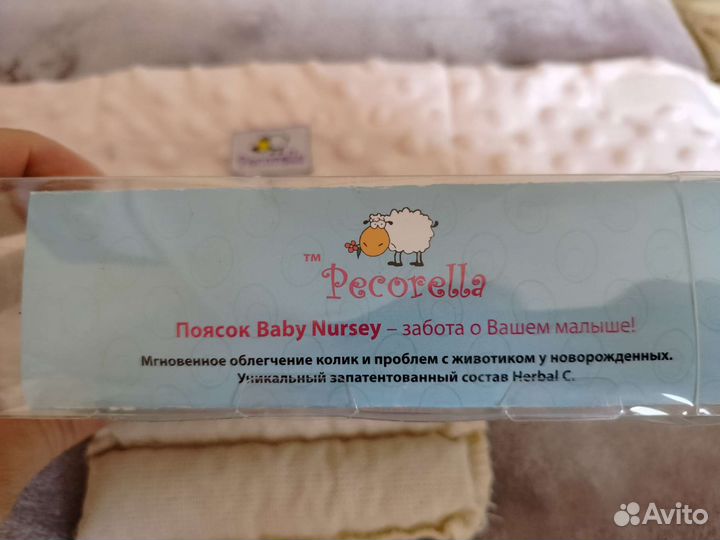 TM
Pecorella
Поясок Baby Nursey – забота о Вашем малыше!
Мгновенное облегчение колик и проблем с животиком у новорожденных.
Уникальный запатентованный состав Herbal C.
Avito